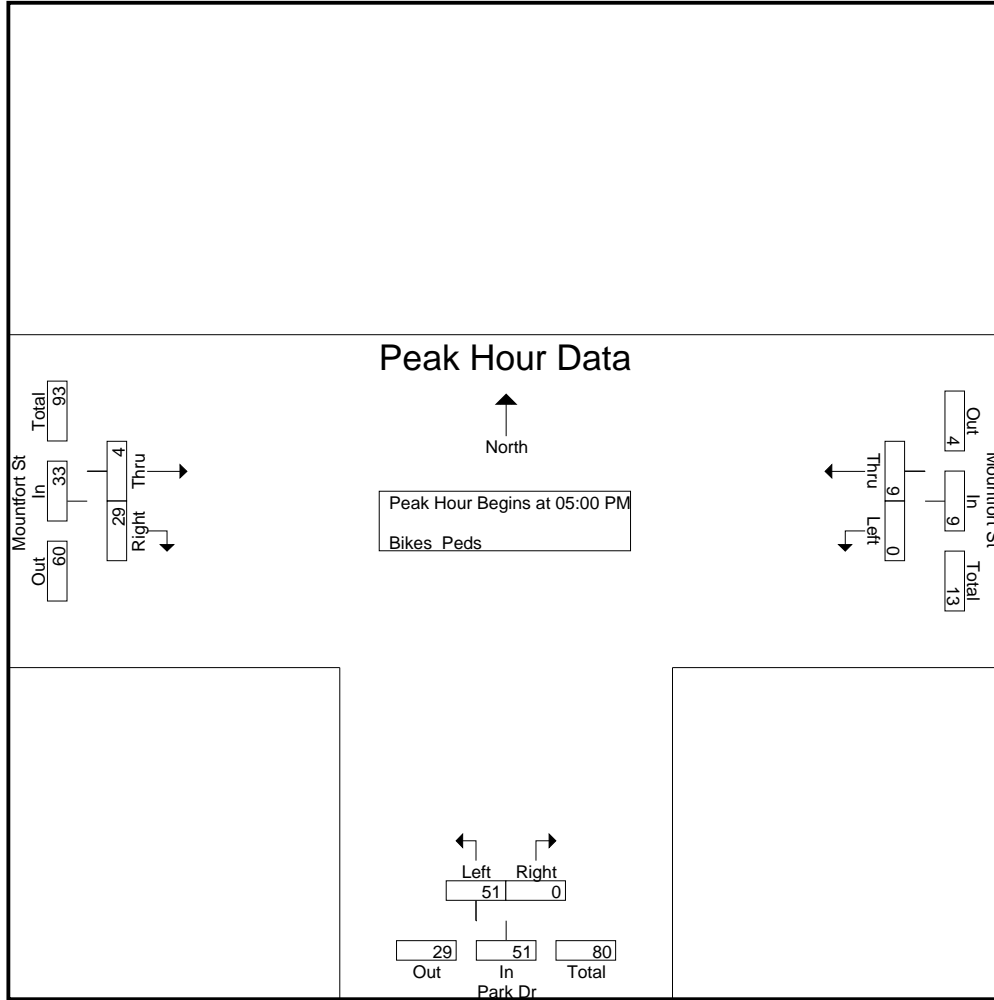 Peak Hour Data
North
Peak Hour Begins at 05:00 PM
Bikes Peds
Mountfort St
Total
93
In
33
Out
60
4
Thru
29
Right
Mountfort St
Out
4
In
9
Total
13
Thru
9
Left
0
Left
Right
51
0
29
51
80
Out
In
Total
Park Dr